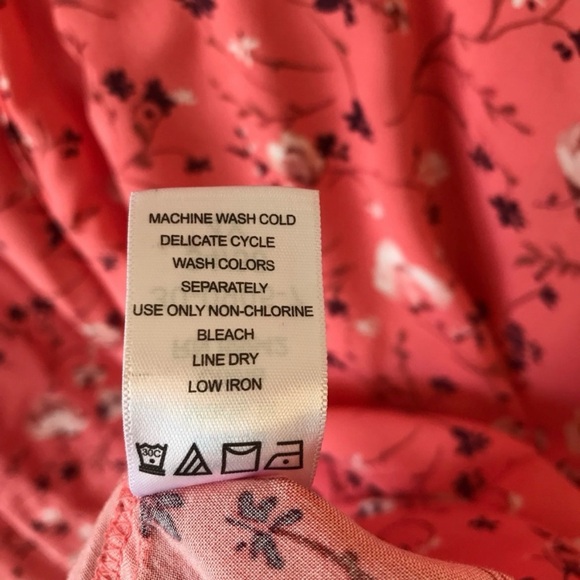 MACHINE WASH COLD
DELICATE CYCLE
WASH COLORS
SEPARATELY
USE ONLY NON-CHLORINE
BLEACH
LINE DRY
LOW IRON
30C